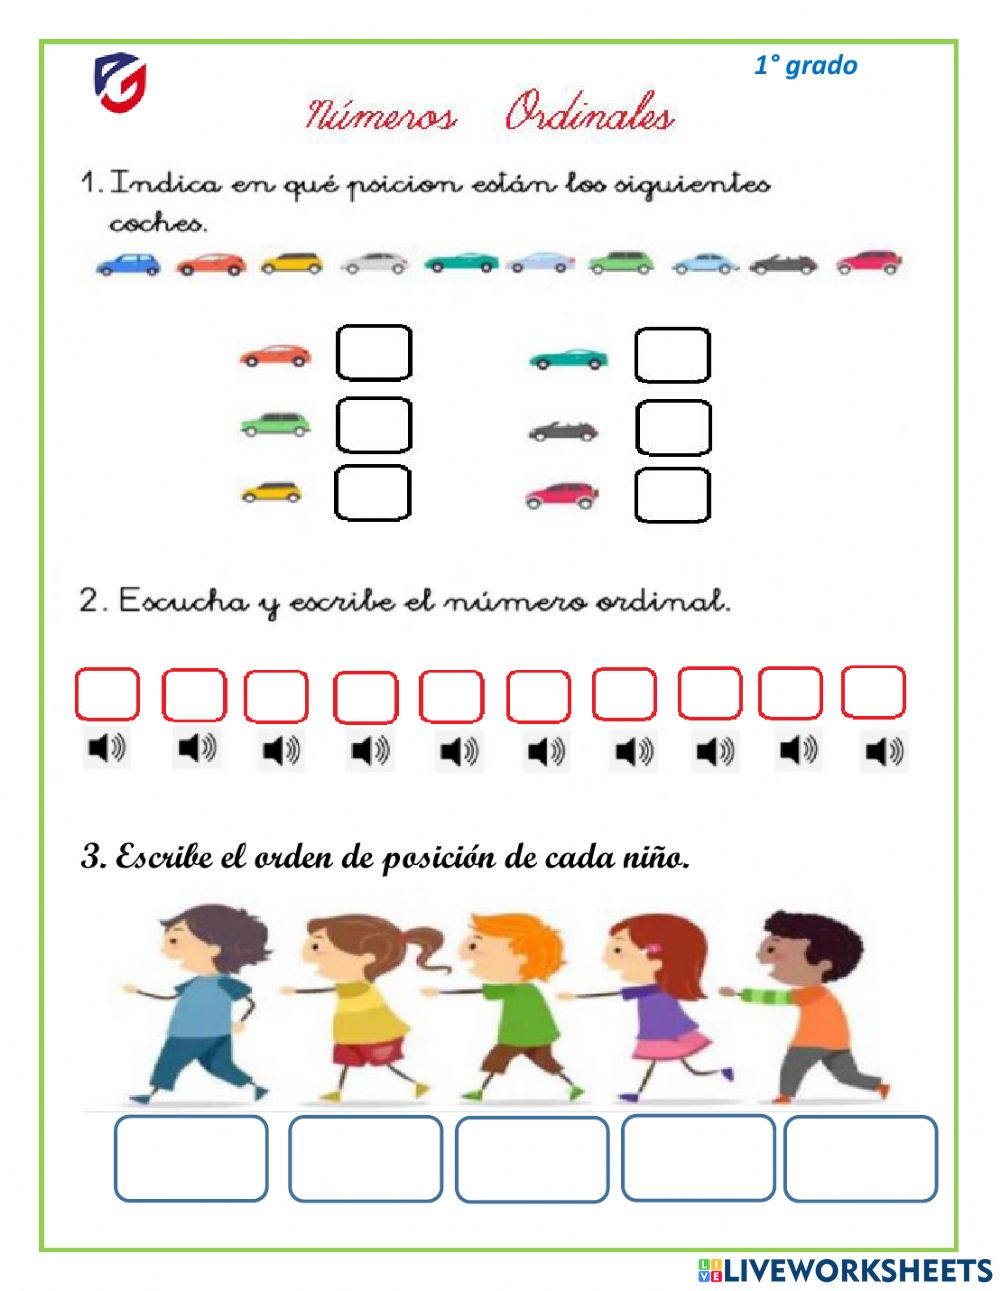 1° grado
Números Ordinales
1. Indica en qué psicion están los siguientes
coches.
2. Escucha y escribe el número ordinal.
3. Escribe el orden de posición de cada niño.
LIVEWORKSHEETS